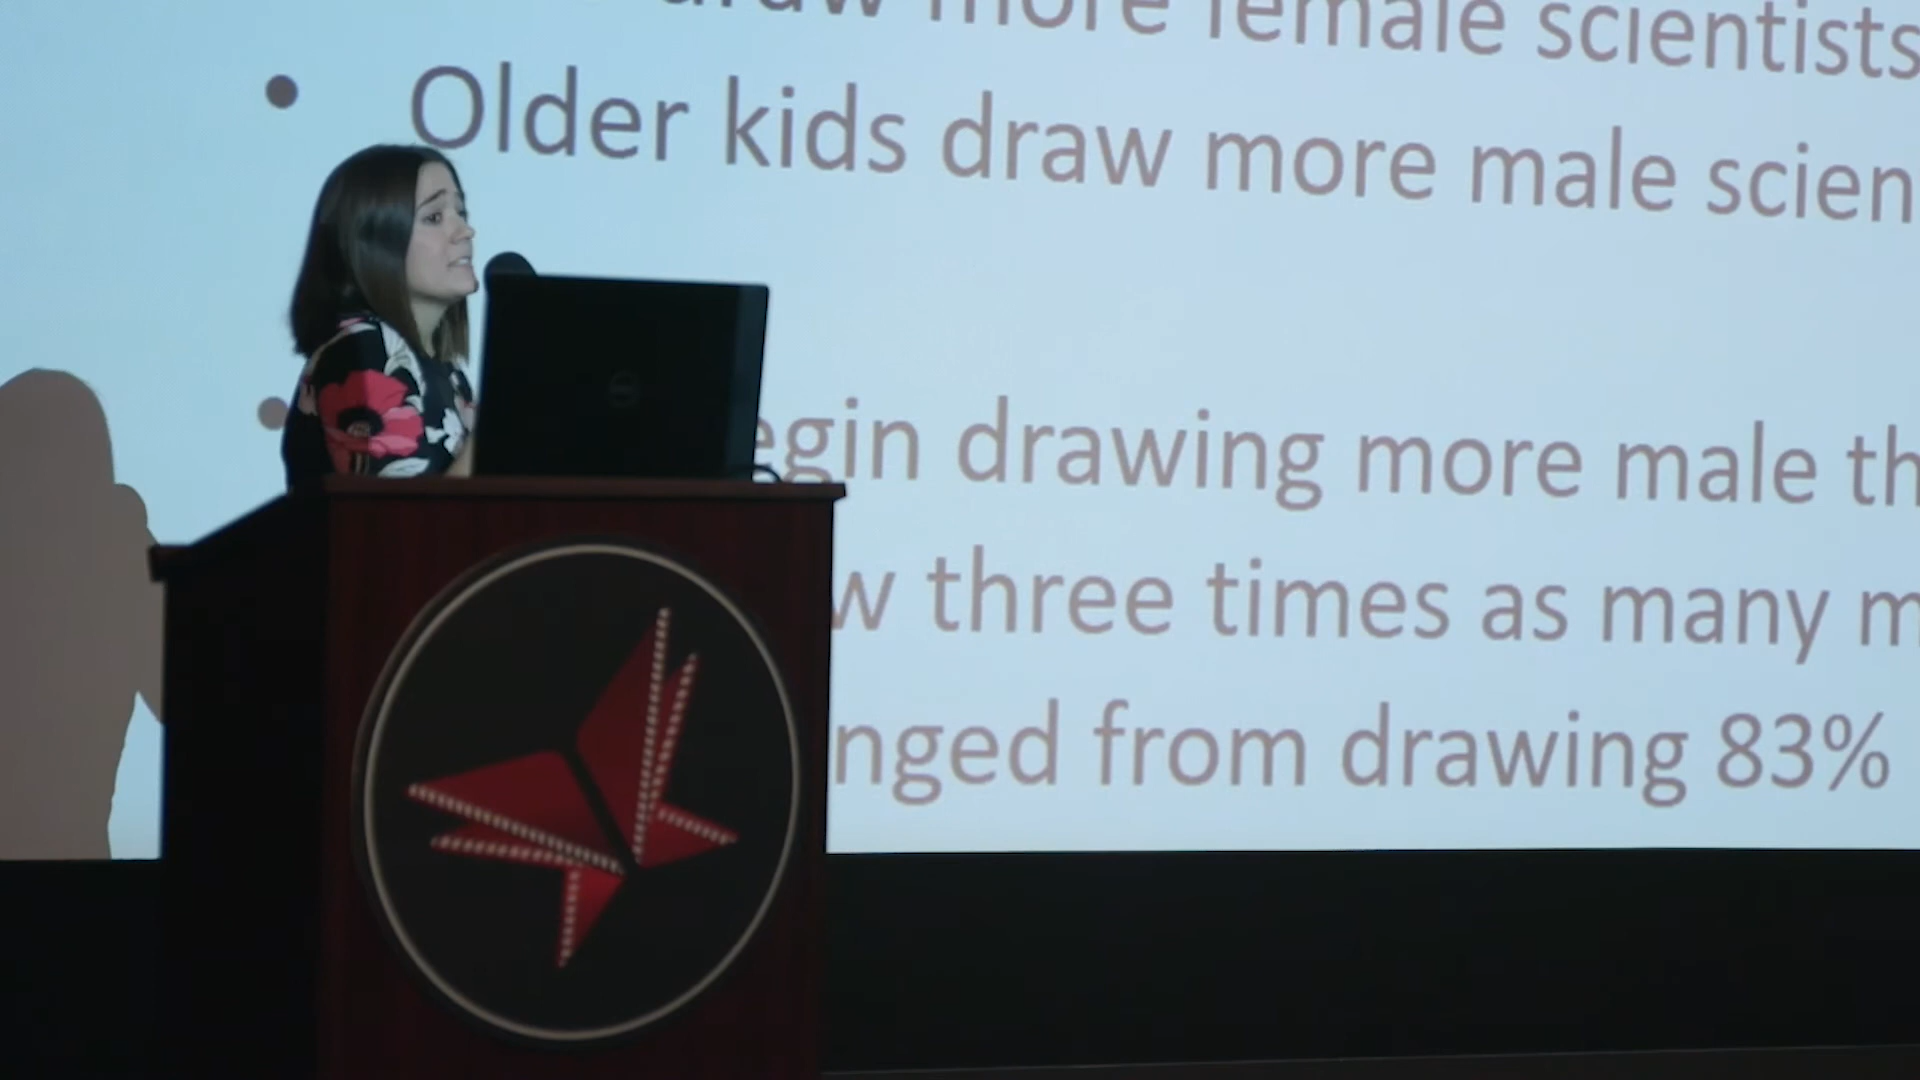 draw more female scientists
Older kids draw more male scien
egin drawing more male th
w three times as many m
nged from drawing 83%